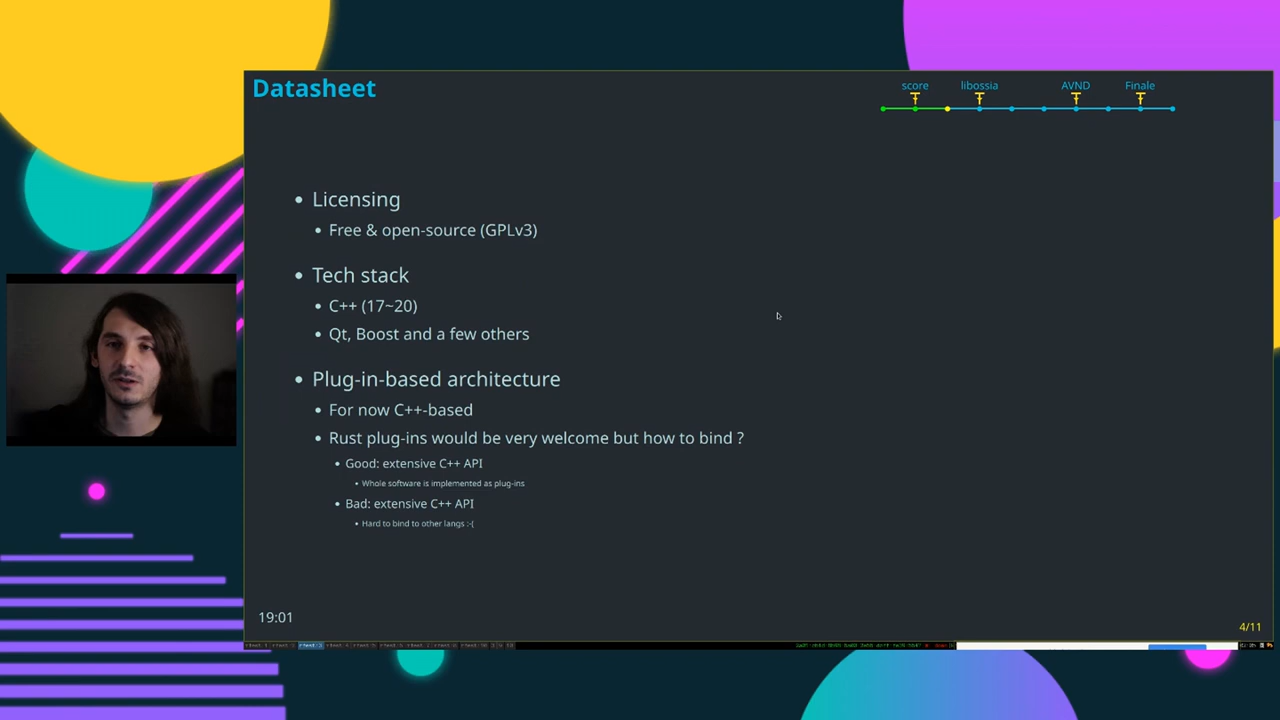 Datasheet
score libossia AVND Finale
• Licensing
• Free & open-source (GPLv3)
• Tech stack
• C++ (17~20)
• Qt, Boost and a few others
• Plug-in-based architecture
• For now C++-based
• Rust plug-ins would be very welcome but how to bind ?
• Good: extensive C++ API
• Whole software is implemented as plug-ins
• Bad: extensive C++ API
• Hard to bind to other langs :-(
19:01
4/11